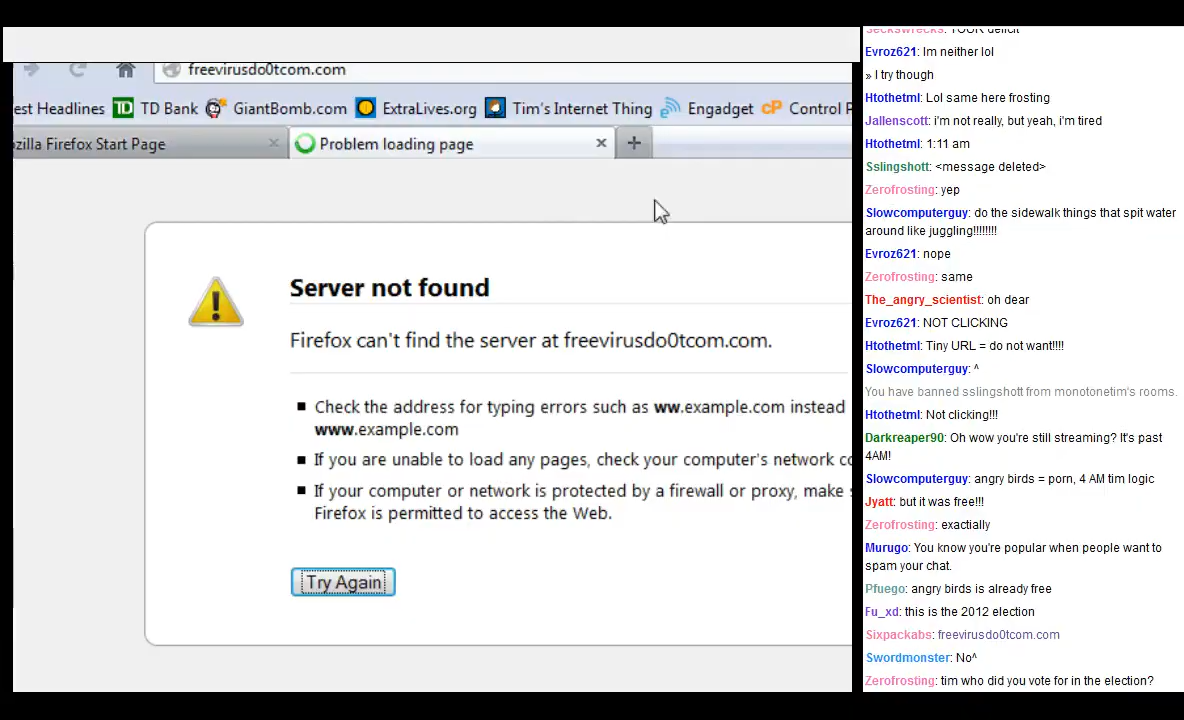 freevirusdo0tcom.com
est Headlines TD TD Bank GiantBomb.com ExtraLives.org Tim's Internet Thing Engadget cP Control P
zilla Firefox Start Page Problem loading page
Server not found
Firefox can't find the server at freevirusdo0tcom.com.
Check the address for typing errors such as ww.example.com instead
www.example.com
If you are unable to load any pages, check your computer's network co
If your computer or network is protected by a firewall or proxy, make s
Firefox is permitted to access the Web.
Try Again
Seckswrecks: YOUR deficit
Evroz621: Im neither lol
» I try though
Htothetml: Lol same here frosting
Jallenscott: i'm not really, but yeah, i'm tired
Htothetml: 1:11 am
Sslingshott: <message deleted>
Zerofrosting: yep
Slowcomputerguy: do the sidewalk things that spit water
around like juggling!!!!!!!!
Evroz621: nope
Zerofrosting: same
The_angry_scientist: oh dear
Evroz621: NOT CLICKING
Htothetml: Tiny URL = do not want!!!!
Slowcomputerguy: ^
You have banned sslingshott from monotonetim's rooms.
Htothetml: Not clicking!!!
Darkreaper90: Oh wow you're still streaming? It's past
4AM!
Slowcomputerguy: angry birds = porn, 4 AM tim logic
Jyatt: but it was free!!!
Zerofrosting: exactially
Murugo: You know you're popular when people want to
spam your chat.
Pfuego: angry birds is already free
Fu_xd: this is the 2012 election
Sixpackabs: freevirusdo0tcom.com
Swordmonster: No^
Zerofrosting: tim who did you vote for in the election?